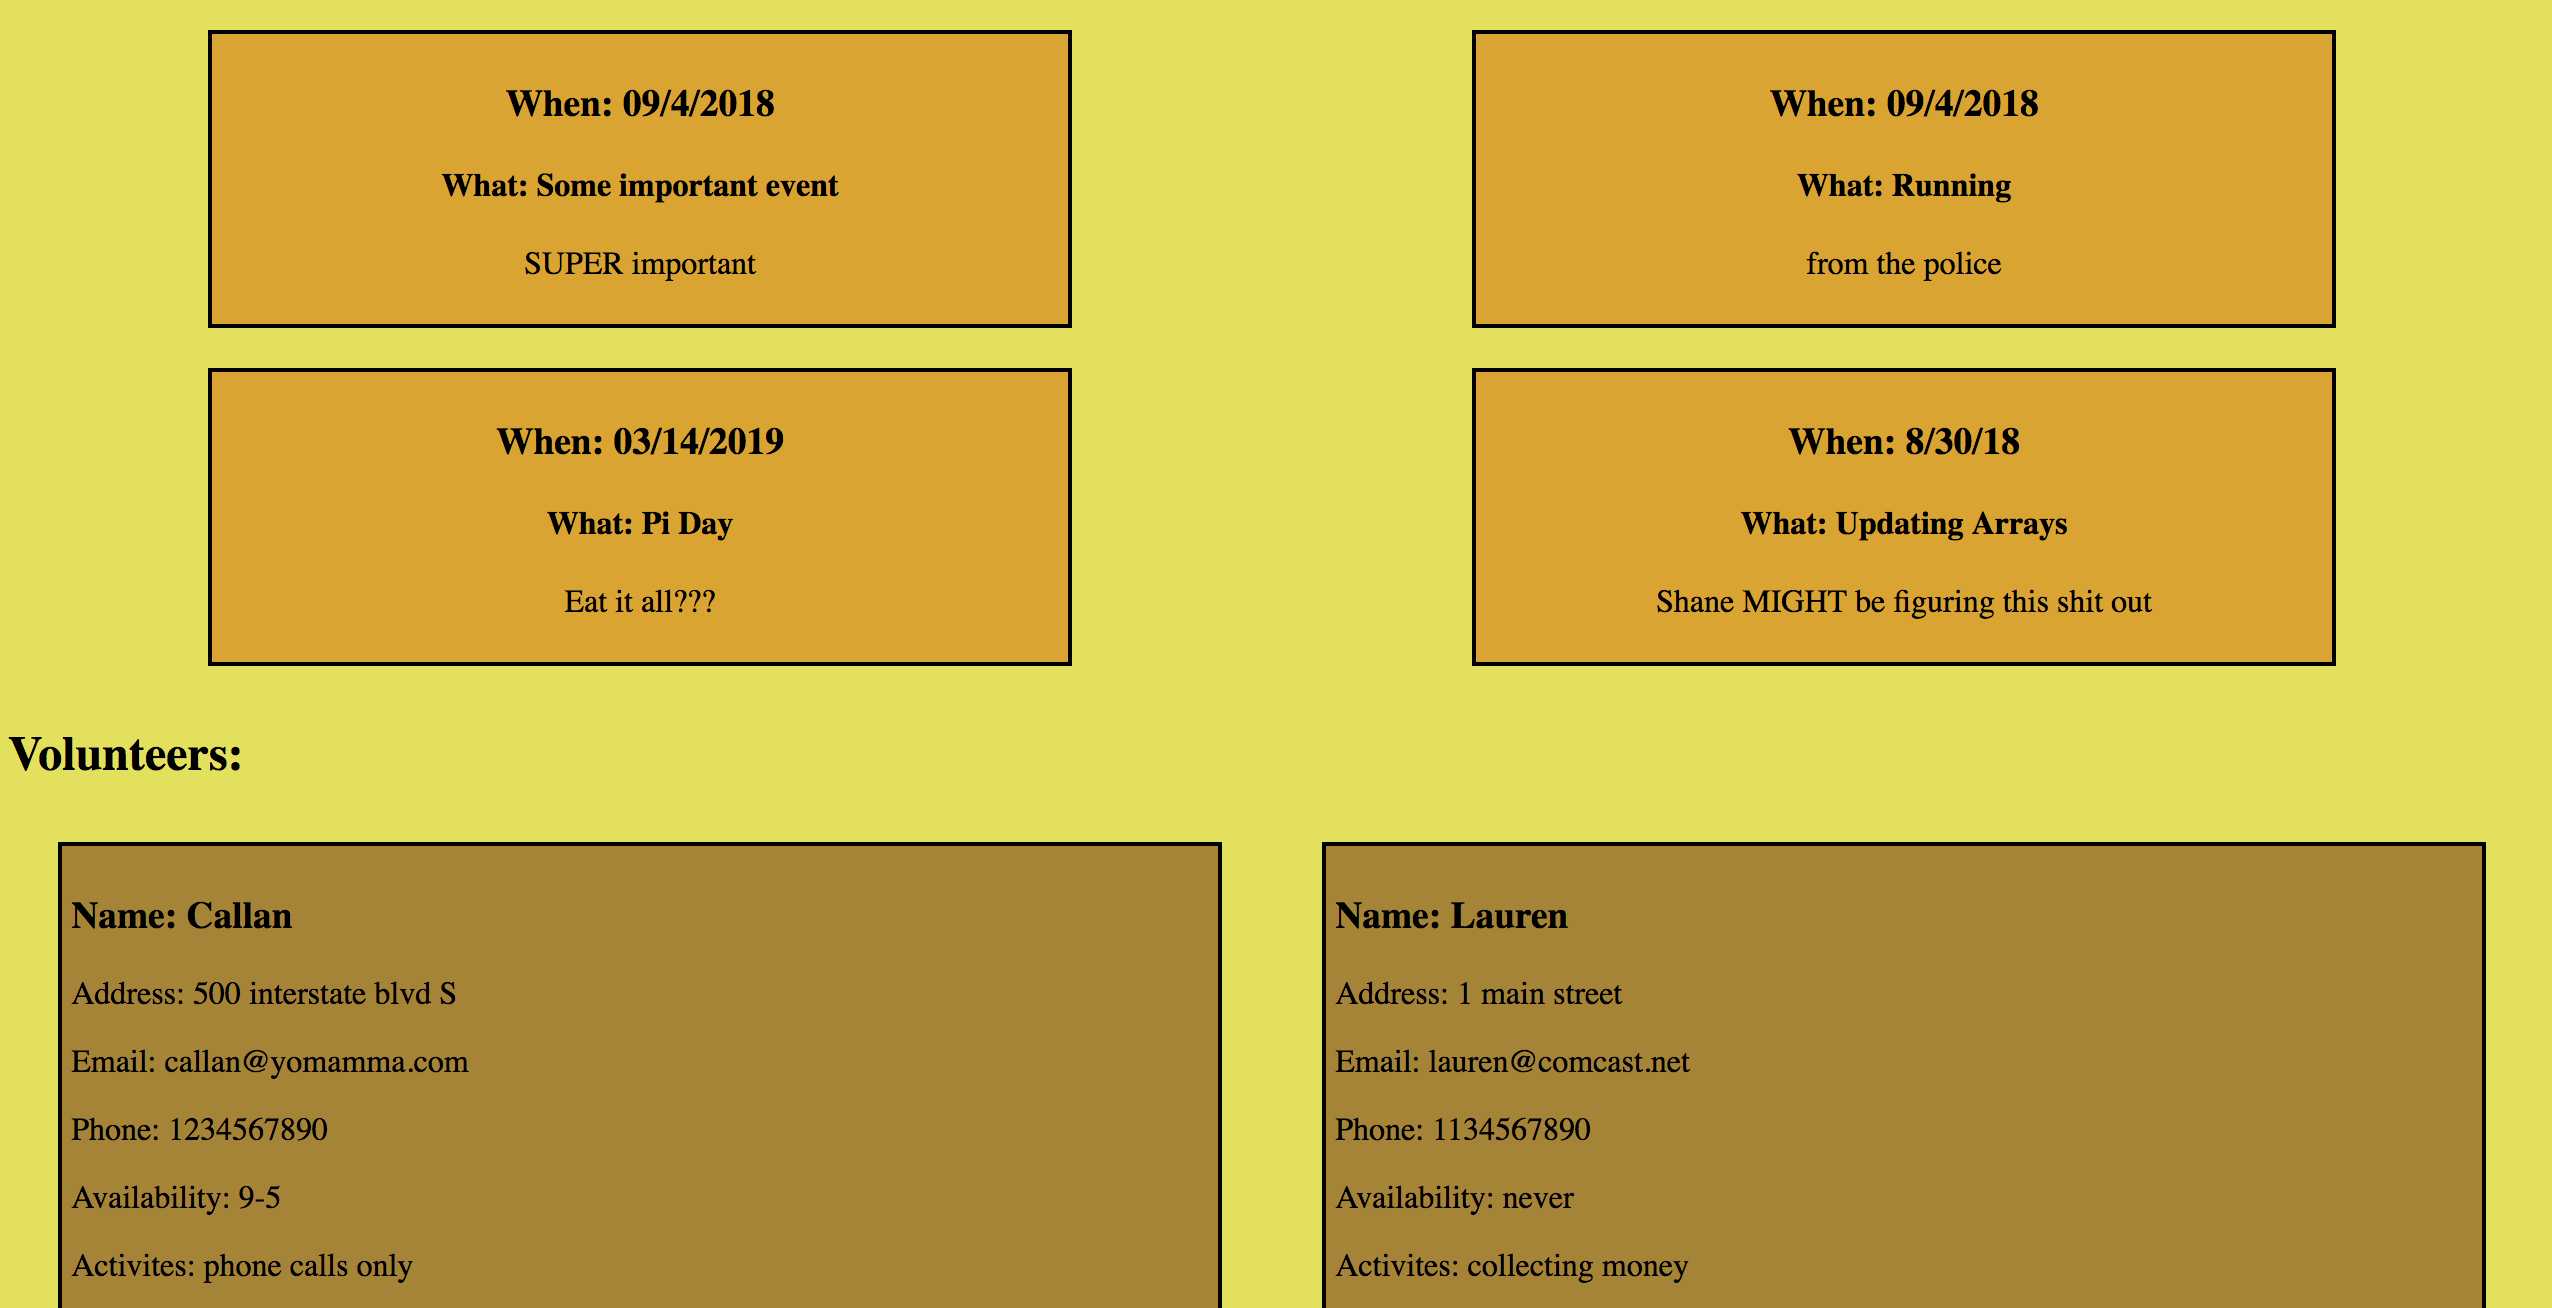 When: 09/4/2018
What: Some important event
SUPER important
When: 09/4/2018
What: Running
from the police
When: 03/14/2019
What: Pi Day
Eat it all???
When: 8/30/18
What: Updating Arrays
Shane MIGHT be figuring this shit out
Volunteers:
Name: Callan
Address: 500 interstate blvd S
Email: callan@yomamma.com
Phone: 1234567890
Availability: 9-5
Activites: phone calls only
Name: Lauren
Address: 1 main street
Email: lauren@comcast.net
Phone: 1134567890
Availability: never
Activites: collecting money